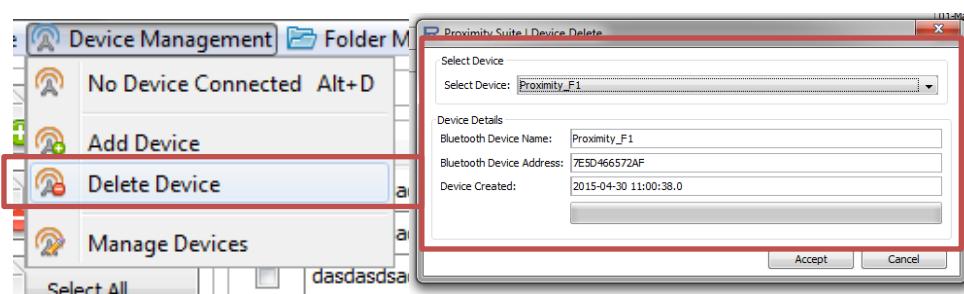 Device Management Folder M
No Device Connected Alt+D
Add Device
Delete Device
Manage Devices
Select All
dasdasdsa
Proximity Suite | Device Delete
Select Device
Select Device: Proximity_F1
Device Details
Bluetooth Device Name: Proximity_F1
Bluetooth Device Address: 7E5D466572AF
Device Created: 2015-04-30 11:00:38.0
Accept Cancel